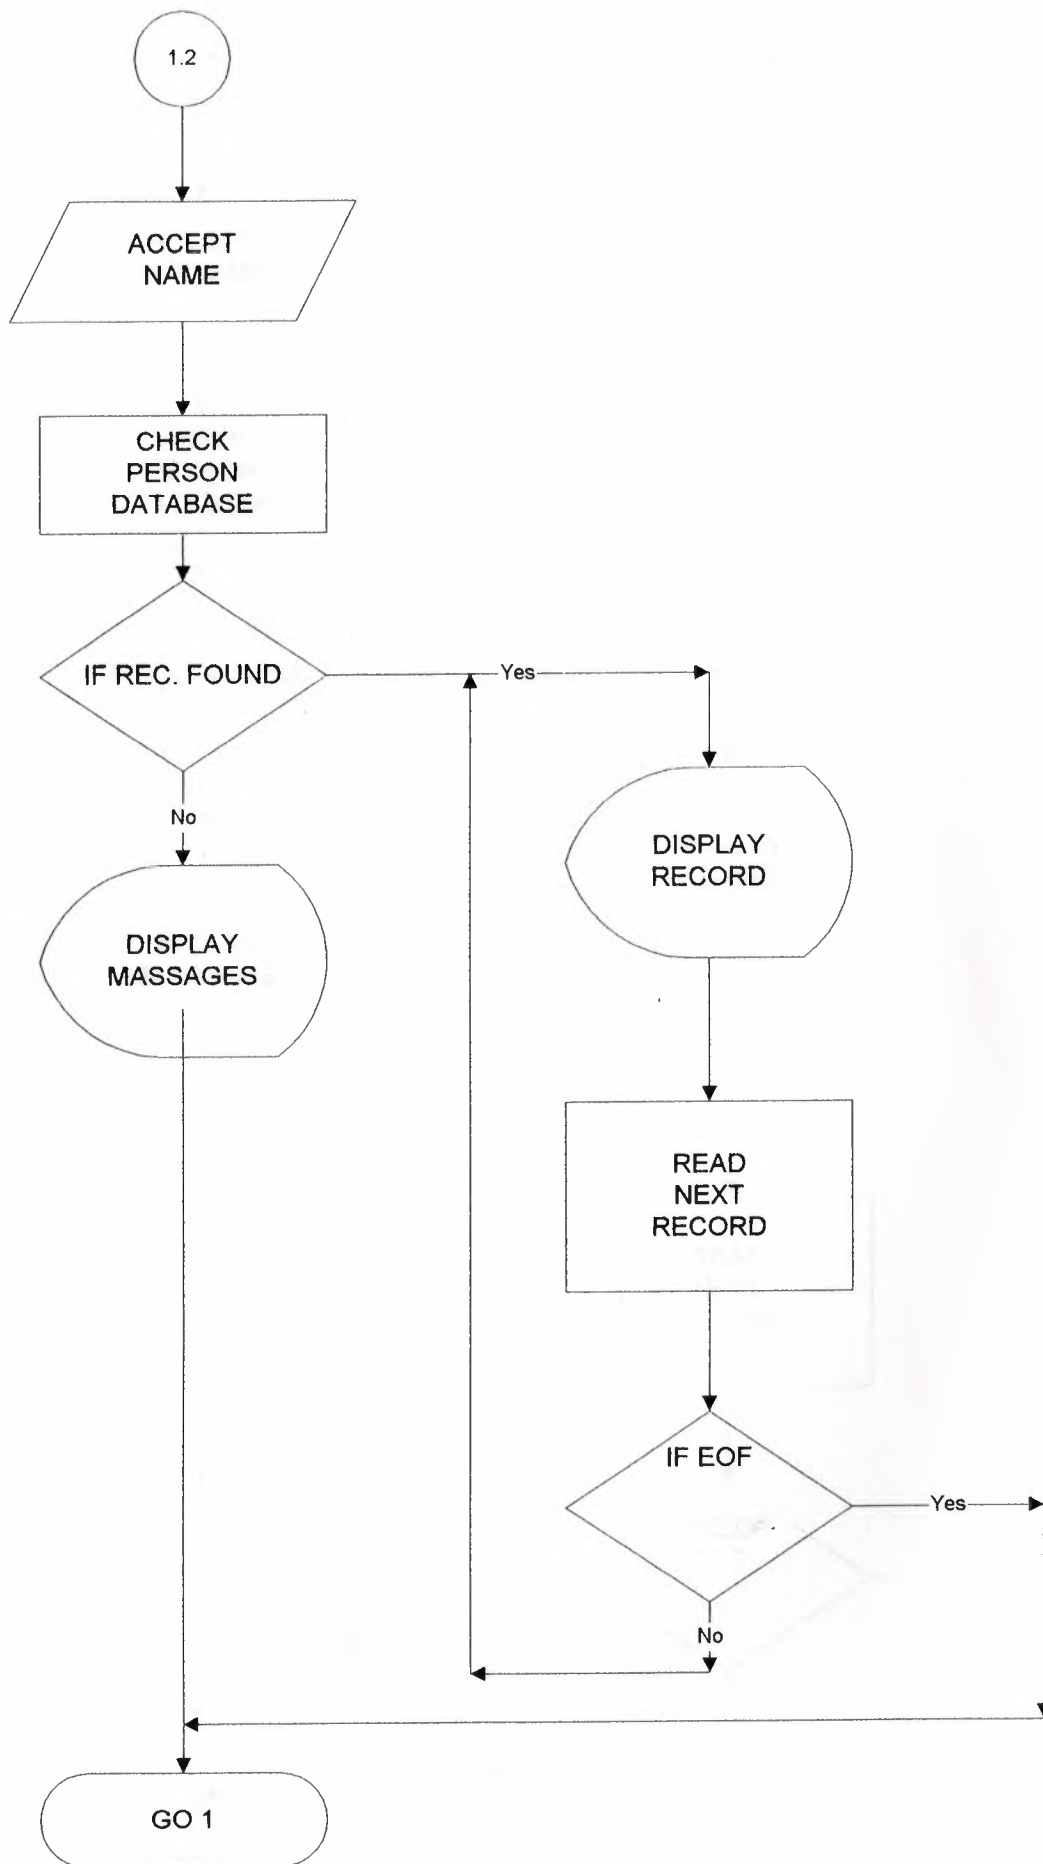 1.2
ACCEPT
NAME
CHECK
PERSON
DATABASE
IF REC. FOUND
Yes
No
DISPLAY
RECORD
DISPLAY
MASSAGES
READ
NEXT
RECORD
IF EOF
Yes
No
GO 1